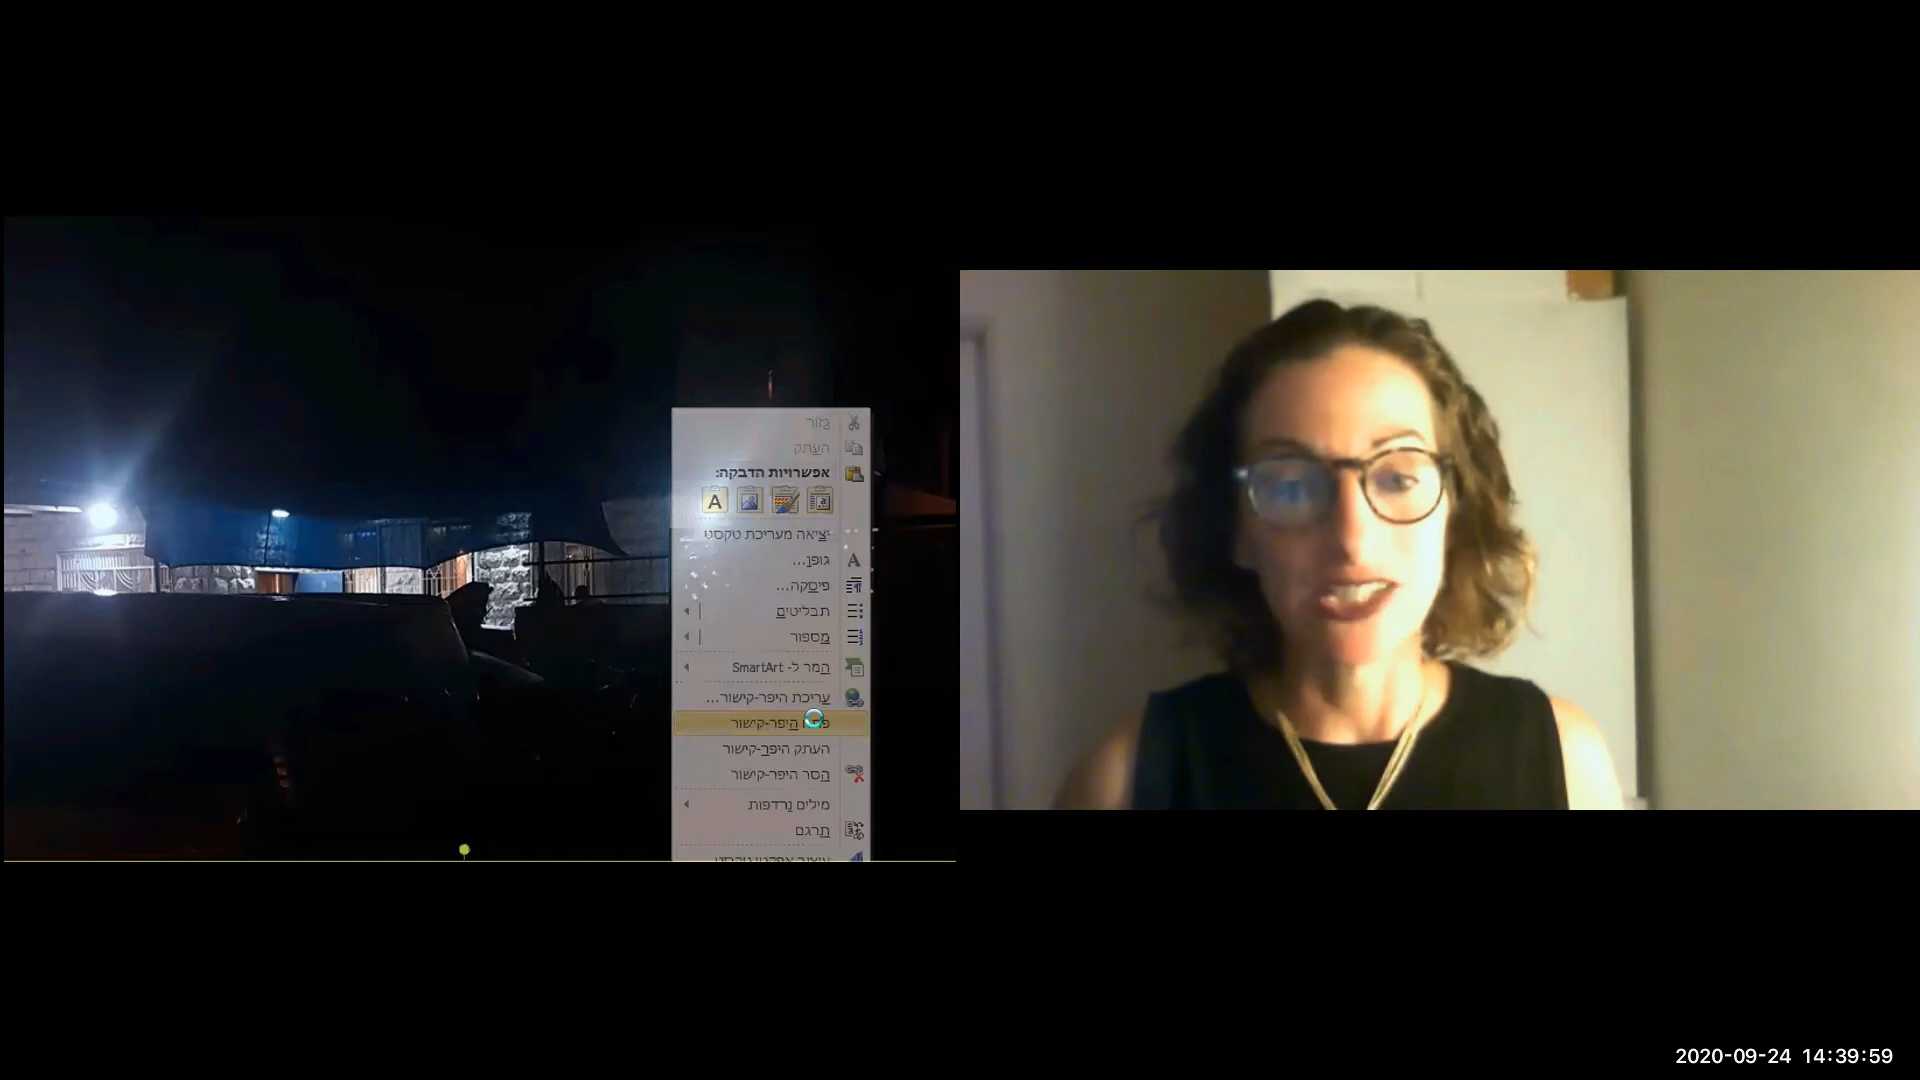 גזור
העתק
אפשרויות הדבקה:
A
יציאה מעריכת טקסט
גופן...
פיסקה...
תבליטים
מספור
המר ל- SmartArt
עריכת היפר-קישור...
פתח היפר-קישור
העתק היפר-קישור
הסר היפר-קישור
מילים נרדפות
תרגם
2020-09-24 14:39:59